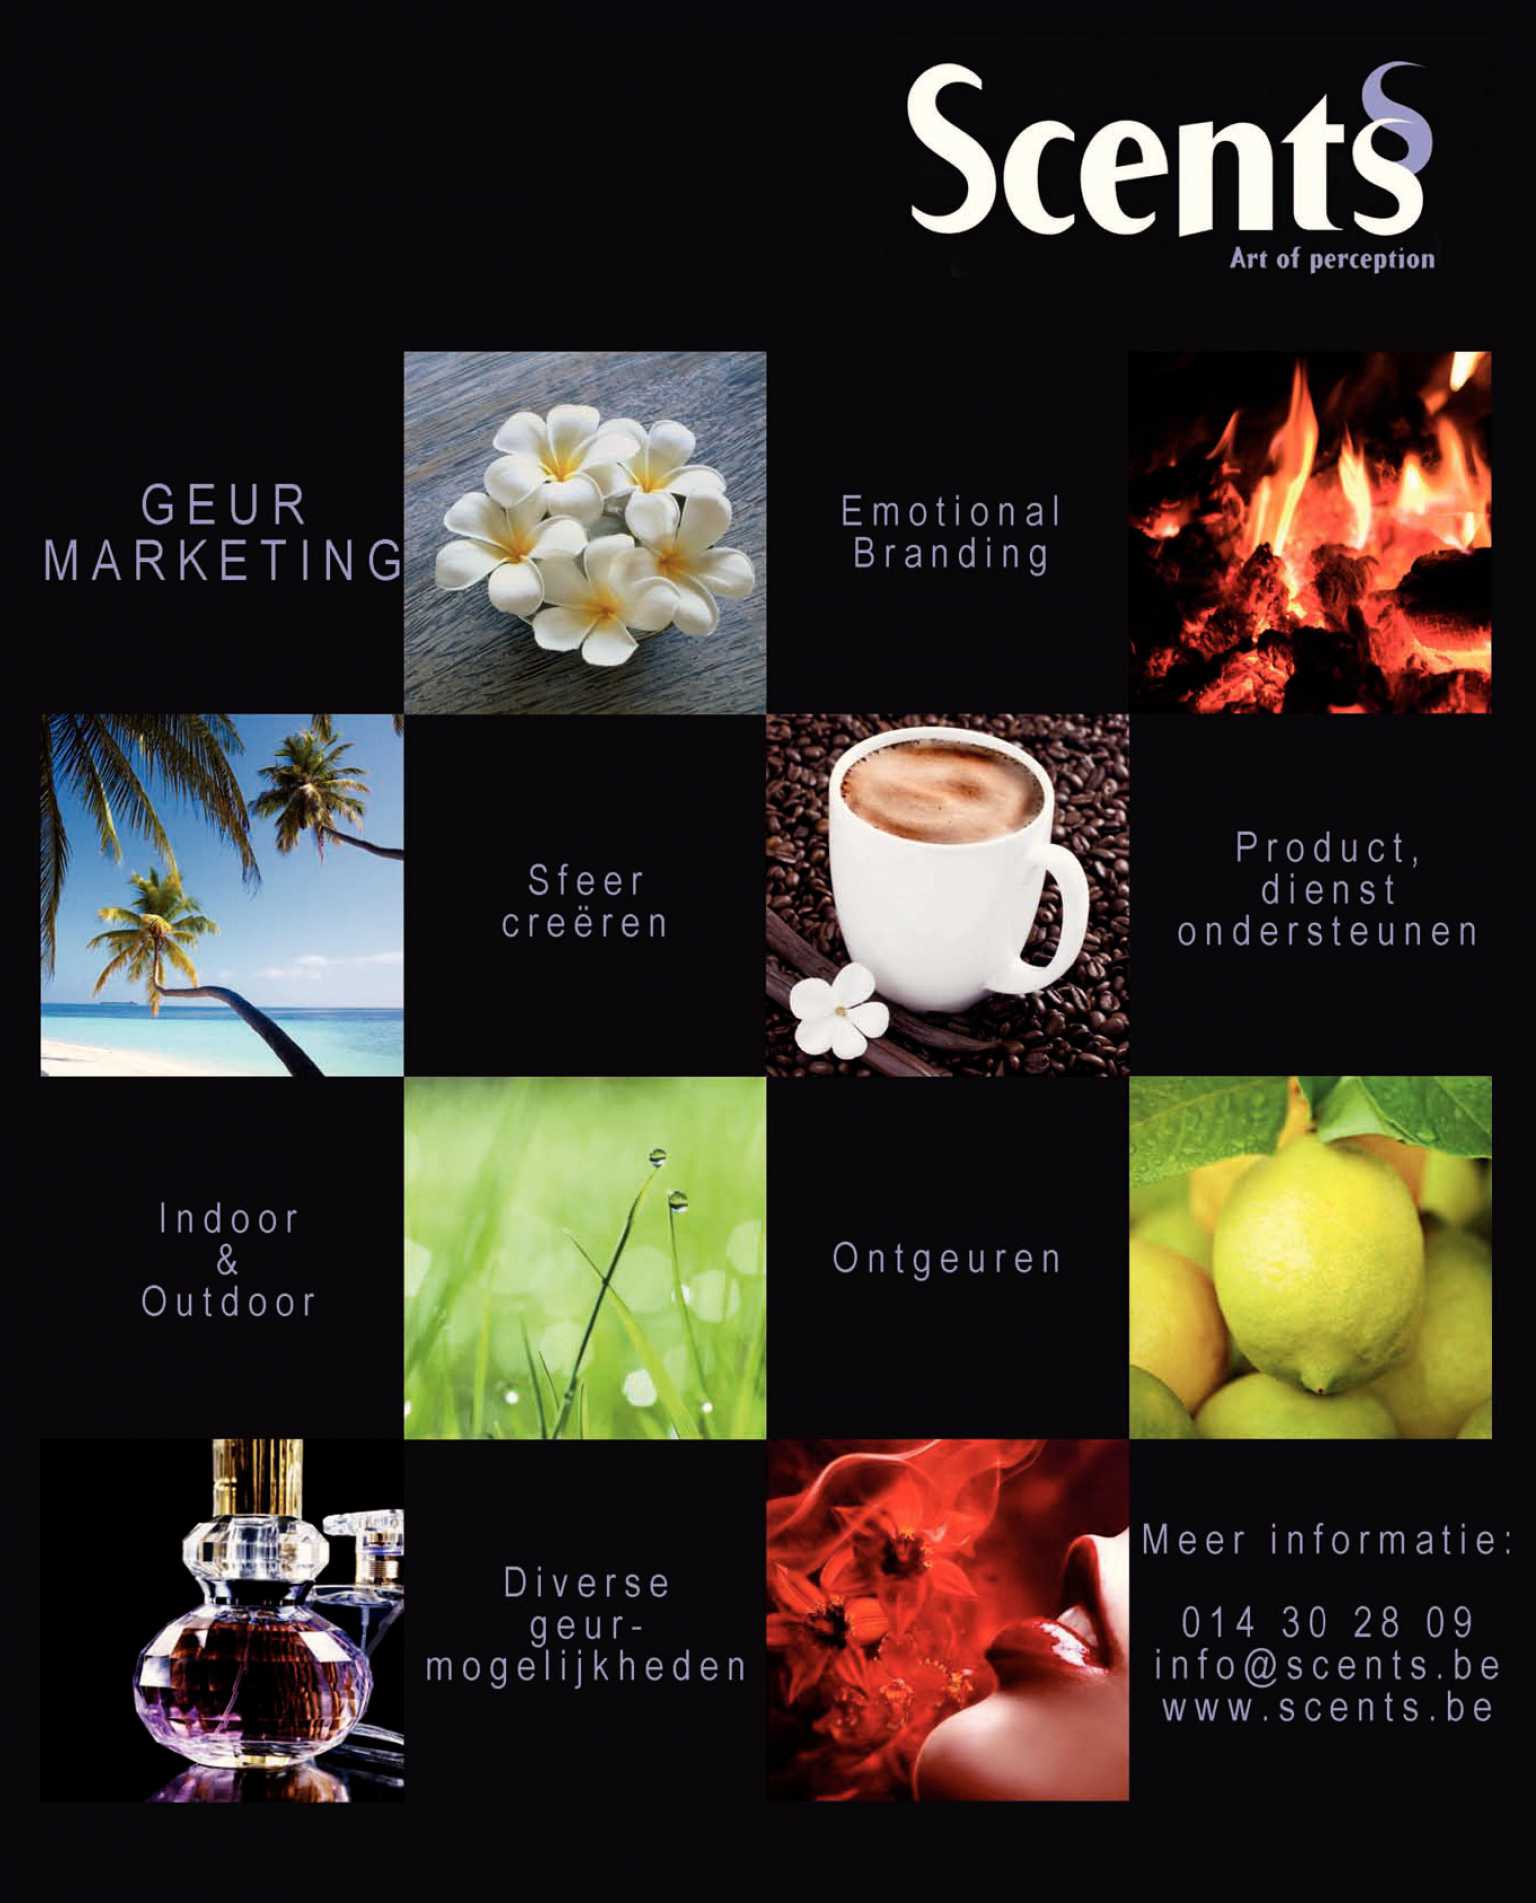 Scents
Art of perception
GEUR
MARKETING
Emotional
Branding
Sfeer
creëren
Product,
dienst
ondersteunen
Indoor
&
Outdoor
Ontgeuren
Diverse
geur-
mogelijkheden
Meer informatie:
014 30 28 09
info@scents.be
www.scents.be